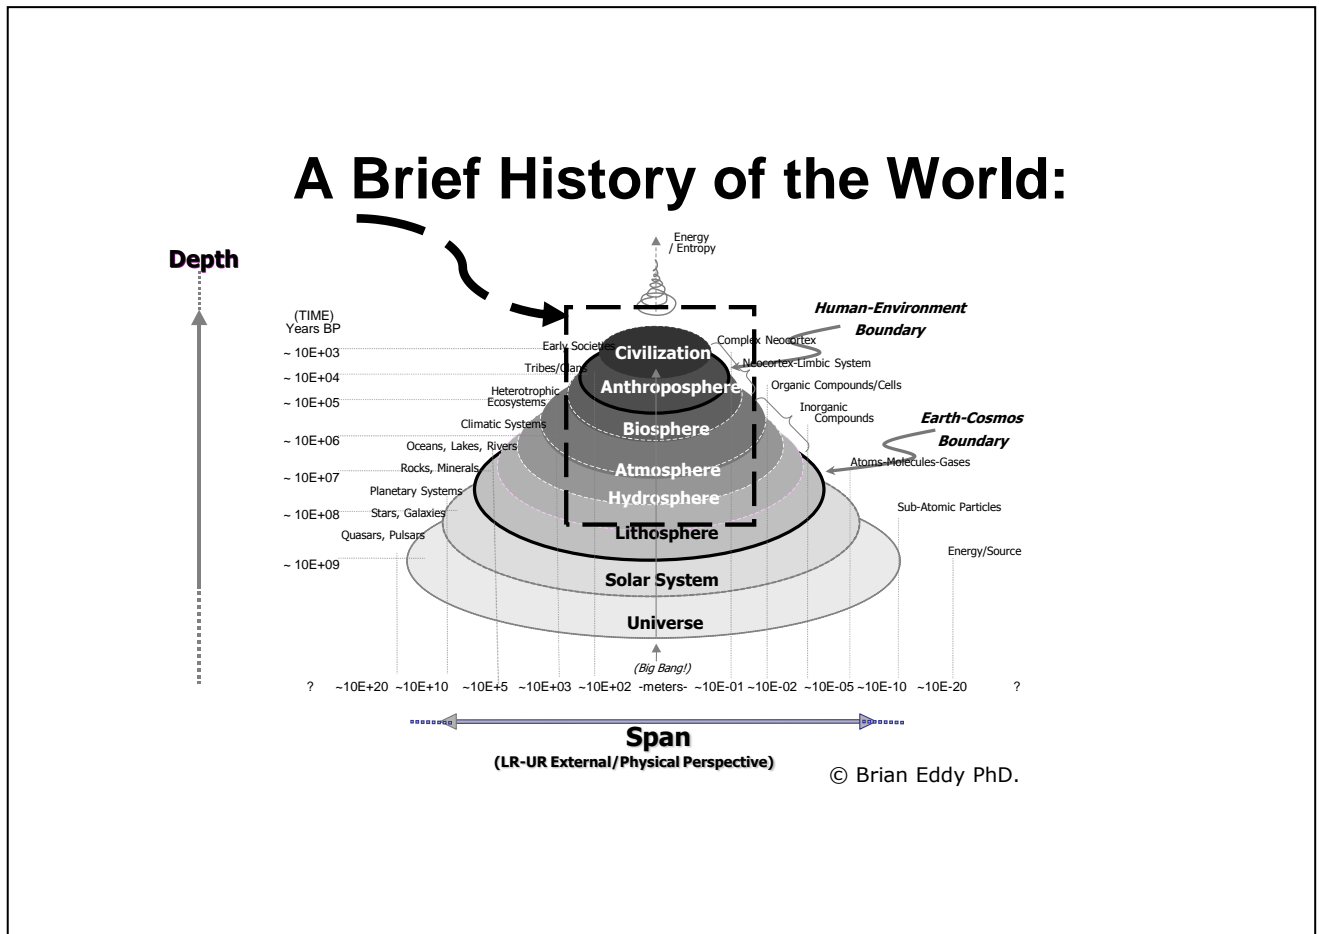 A Brief History of the World:
Energy
/ Entropy
Depth
(TIME)
Years BP
Human-Environment
Boundary
~ 10E+03
Early Societies
Civilization
Complex Neocortex
~ 10E+04
Tribes/Clans
Neocortex-Limbic System
Anthroposphere
Organic Compounds/Cells
~ 10E+05
Heterotrophic
Ecosystems
Inorganic
Compounds
Climatic Systems
Biosphere
Earth-Cosmos
Boundary
~ 10E+06
Oceans, Lakes, Rivers
Atmosphere
Atoms-Molecules-Gases
~ 10E+07
Rocks, Minerals
Planetary Systems
Hydrosphere
~ 10E+08
Stars, Galaxies
Sub-Atomic Particles
Quasars, Pulsars
Lithosphere
Energy/Source
~ 10E+09
Solar System
Universe
(Big Bang!)
? ~10E+20 ~10E+10 ~10E+5 ~10E+03 ~10E+02 -meters- ~10E-01 ~10E-02 ~10E-05 ~10E-10 ~10E-20 ?
Span
(LR-UR External/Physical Perspective)
© Brian Eddy PhD.